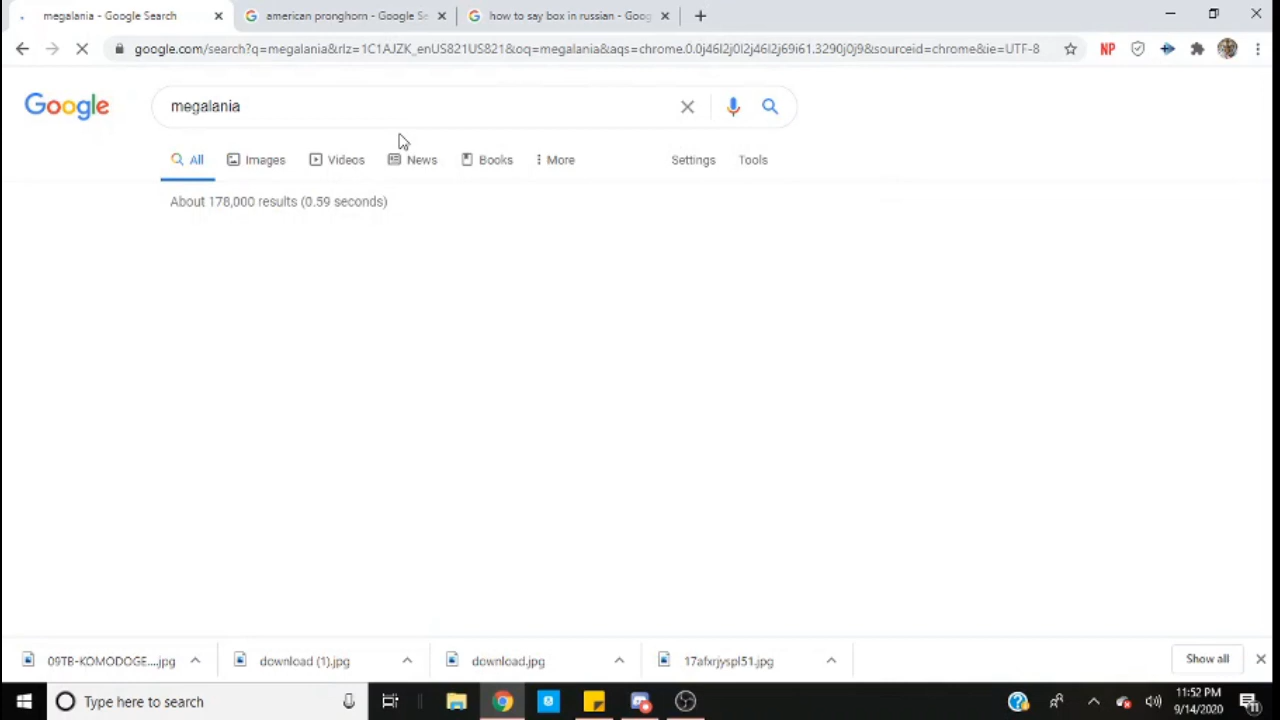 megalania - Google Search
american pronghorn - Google Se
how to say box in russian - Goog
google.com/search?q=megalania&rlz=1C1AJZK_enUS821US821&oq=megalania&aqs=chrome.0.0j46l2j0l2j46l2j69i61.3290j0j9&sourceid=chrome&ie=UTF-8
NP
Google
megalania
All
Images
Videos
News
Books
More
Settings
Tools
About 178,000 results (0.59 seconds)
09TB-KOMODOGE....jpg
download (1).jpg
download.jpg
17afxrjyspl51.jpg
Show all
Type here to search
11:52 PM
9/14/2020